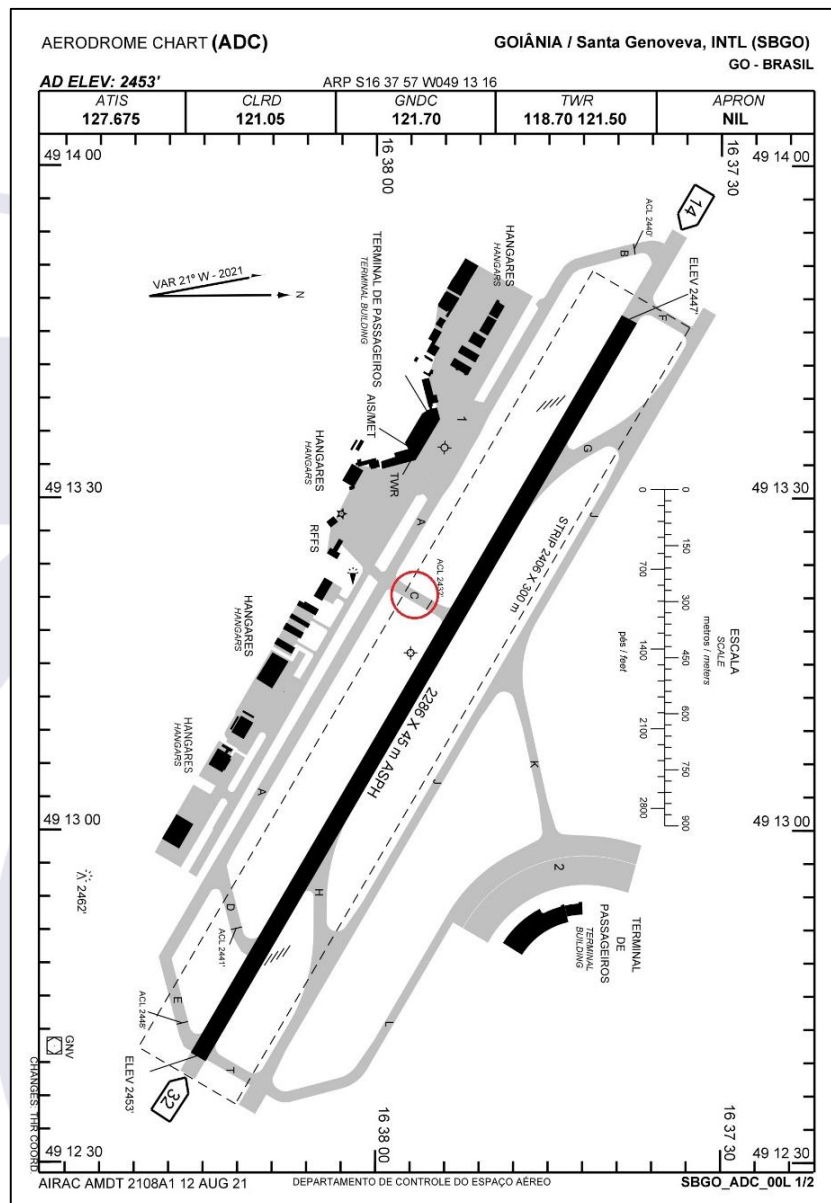 AERODROME CHART (ADC)
GOIÂNIA / Santa Genoveva, INTL (SBGO)
GO - BRASIL
AD ELEV: 2453'
ARP S16 37 57 W049 13 16
ATIS
127.675
CLRD
121.05
GNDC
121.70
TWR
118.70 121.50
APRON
NIL
49 14 00
16 38 00
16 37 30
49 14 00
14
ACL 2440'
B
HANGARES
HANGARS
ELEV 2447'
F
VAR 21º W - 2021
N
TERMINAL DE PASSAGEIROS
TERMINAL BUILDING
AIS/MET
1
TWR
HANGARES
HANGARS
RFFS
49 13 30
49 13 30
G
J
A
STRIP 2406 X 300 m
ACL 2432'
C
0
150
300
450
600
750
900
0
700
1400
2100
2800
metros / meters
pés / feet
ESCALA
SCALE
HANGARES
HANGARS
2286 X 45 m ASPH
HANGARES
HANGARS
K
J
A
49 13 00
49 13 00
2
2462'
H
D
ACL 2441'
TERMINAL
DE
PASSAGEIROS
TERMINAL
BUILDING
E
ACL 2448'
L
T
GNV
ELEV 2453'
32
CHANGES: THR COORD
49 12 30
16 38 00
16 37 30
49 12 30
AIRAC AMDT 2108A1 12 AUG 21
DEPARTAMENTO DE CONTROLE DO ESPAÇO AÉREO
SBGO_ADC_00L 1/2